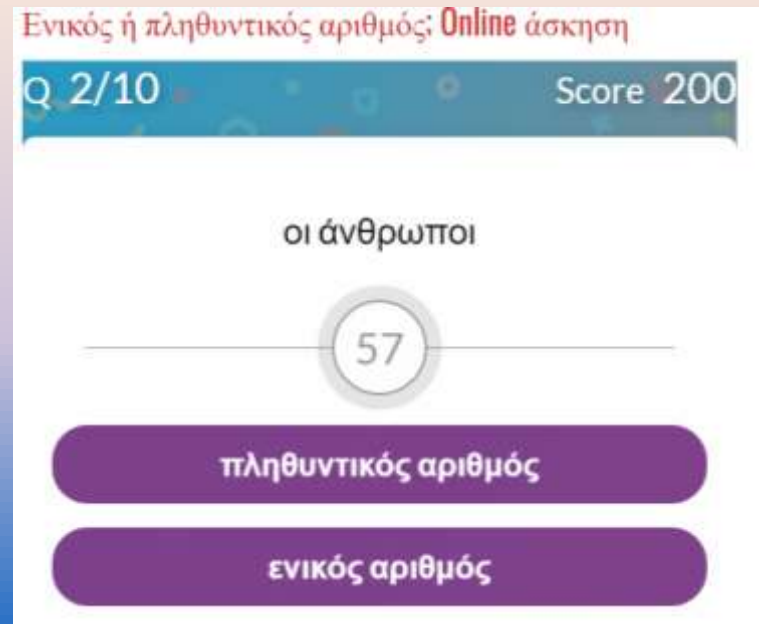 Ενικός ή πληθυντικός αριθμός; Online άσκηση
Q 2/10 Score 200
οι άνθρωποι
57
πληθυντικός αριθμός
ενικός αριθμός